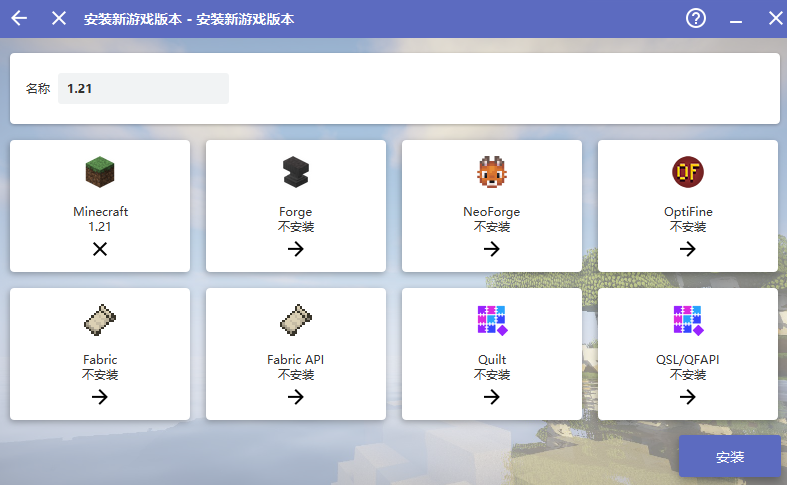 安装新游戏版本 - 安装新游戏版本
名称 1.21
Minecraft
1.21
Forge
不安装
NeoForge
不安装
OF
OptiFine
不安装
Fabric
不安装
Fabric API
不安装
Quilt
不安装
QSL/QFAPI
不安装
安装